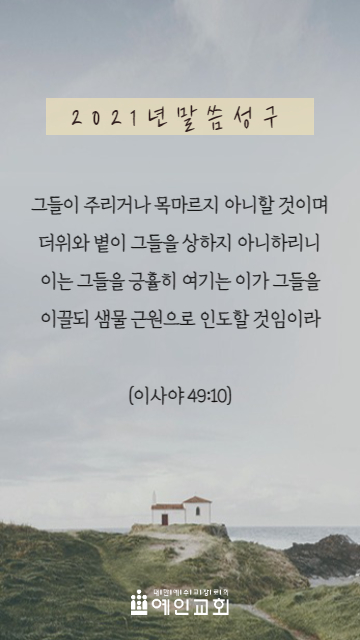 2021년말씀성구
그들이 주리거나 목마르지 아니할 것이며
더위와 볕이 그들을 상하지 아니하리니
이는 그들을 긍휼히 여기는 이가 그들을
이끌되 샘물 근원으로 인도할 것임이라
(이사야 49:10)
예인교회